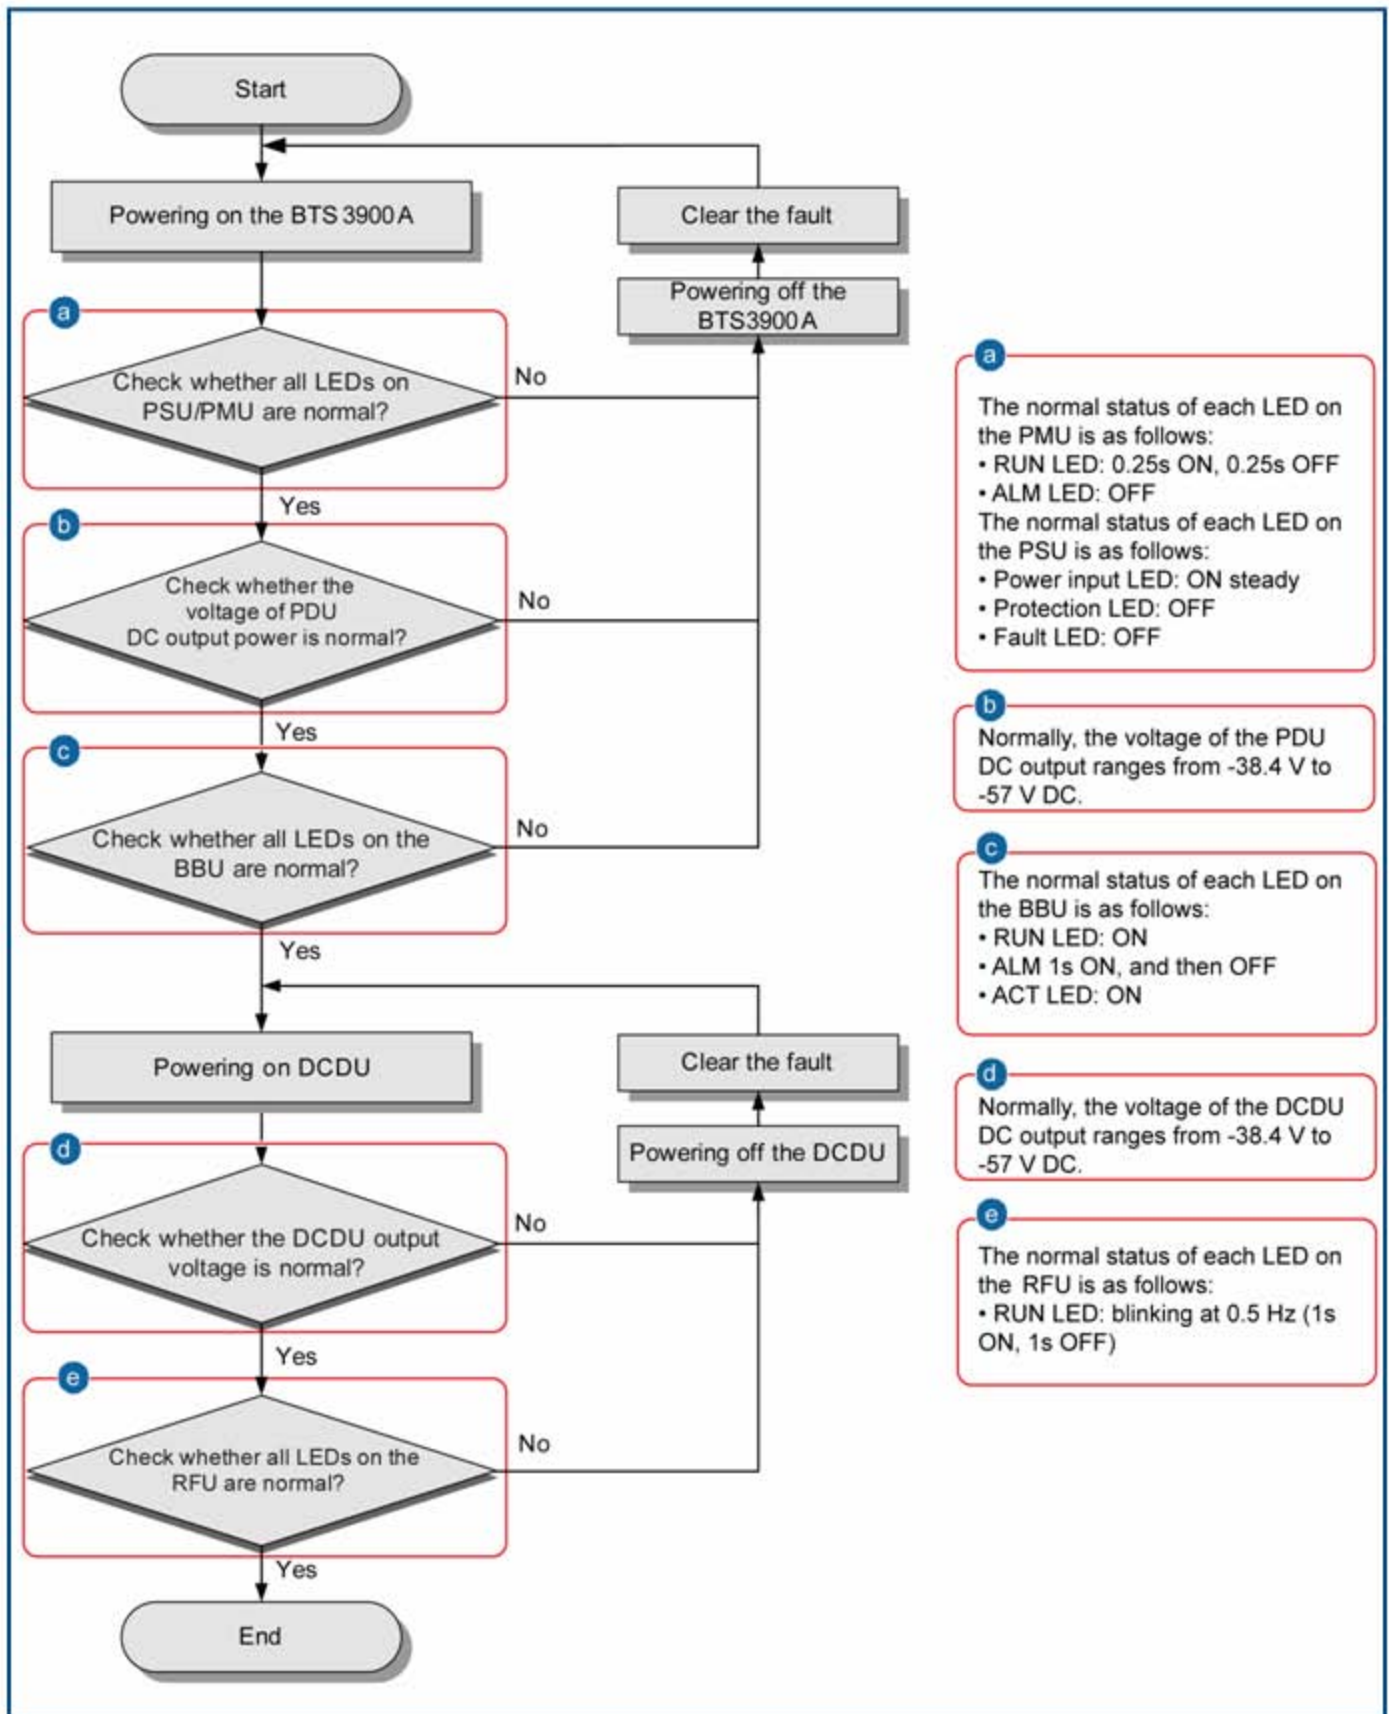 Start
Powering on the BTS3900A
Clear the fault
Powering off the
BTS3900A
a
Check whether all LEDs on
PSU/PMU are normal?
No
Yes
b
Check whether the
voltage of PDU
DC output power is normal?
No
Yes
c
Check whether all LEDs on the
BBU are normal?
No
Yes
Powering on DCDU
Clear the fault
Powering off the DCDU
d
Check whether the DCDU output
voltage is normal?
No
Yes
e
Check whether all LEDs on the
RFU are normal?
No
Yes
End
a
The normal status of each LED on
the PMU is as follows:
• RUN LED: 0.25s ON, 0.25s OFF
• ALM LED: OFF
The normal status of each LED on
the PSU is as follows:
• Power input LED: ON steady
• Protection LED: OFF
• Fault LED: OFF
b
Normally, the voltage of the PDU
DC output ranges from -38.4 V to
-57 V DC.
c
The normal status of each LED on
the BBU is as follows:
• RUN LED: ON
• ALM 1s ON, and then OFF
• ACT LED: ON
d
Normally, the voltage of the DCDU
DC output ranges from -38.4 V to
-57 V DC.
e
The normal status of each LED on
the RFU is as follows:
• RUN LED: blinking at 0.5 Hz (1s
ON, 1s OFF)